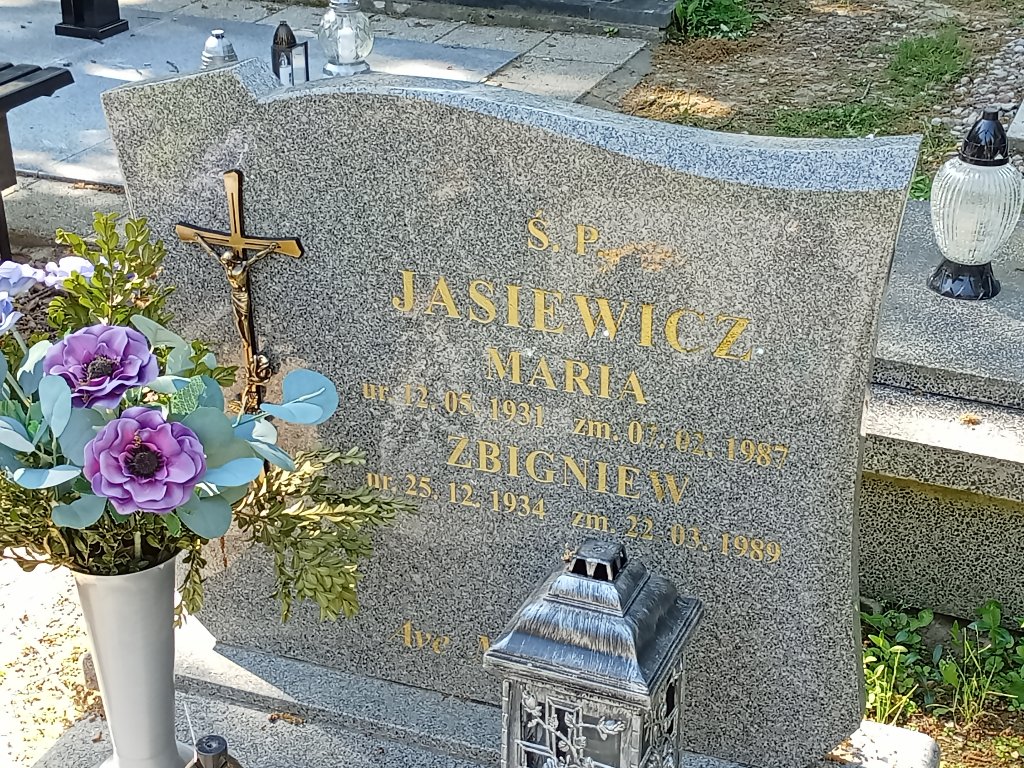 Ś. P.
JASIEWICZ
MARIA
ur. 12. 05. 1931 zm. 07. 02. 1987
ZBIGNIEW
ur. 25. 12. 1934 zm. 22. 03. 1989
Ave